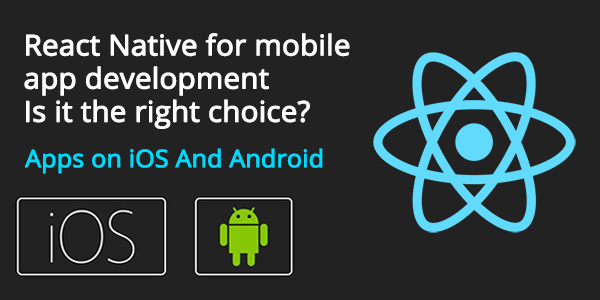 React Native for mobile
app development
Is it the right choice?
Apps on iOS And Android
iOS